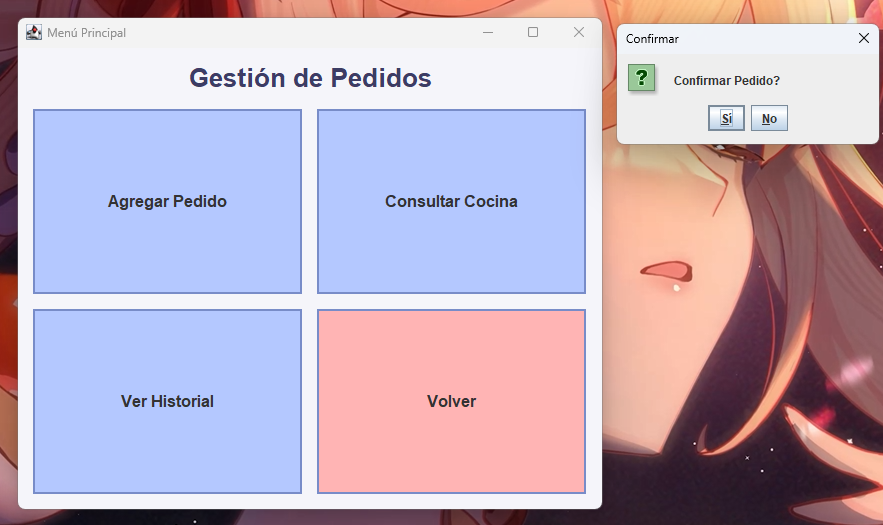 Menú Principal
Gestión de Pedidos
Agregar Pedido
Consultar Cocina
Ver Historial
Volver
Confirmar
?
Confirmar Pedido?
Sí
No